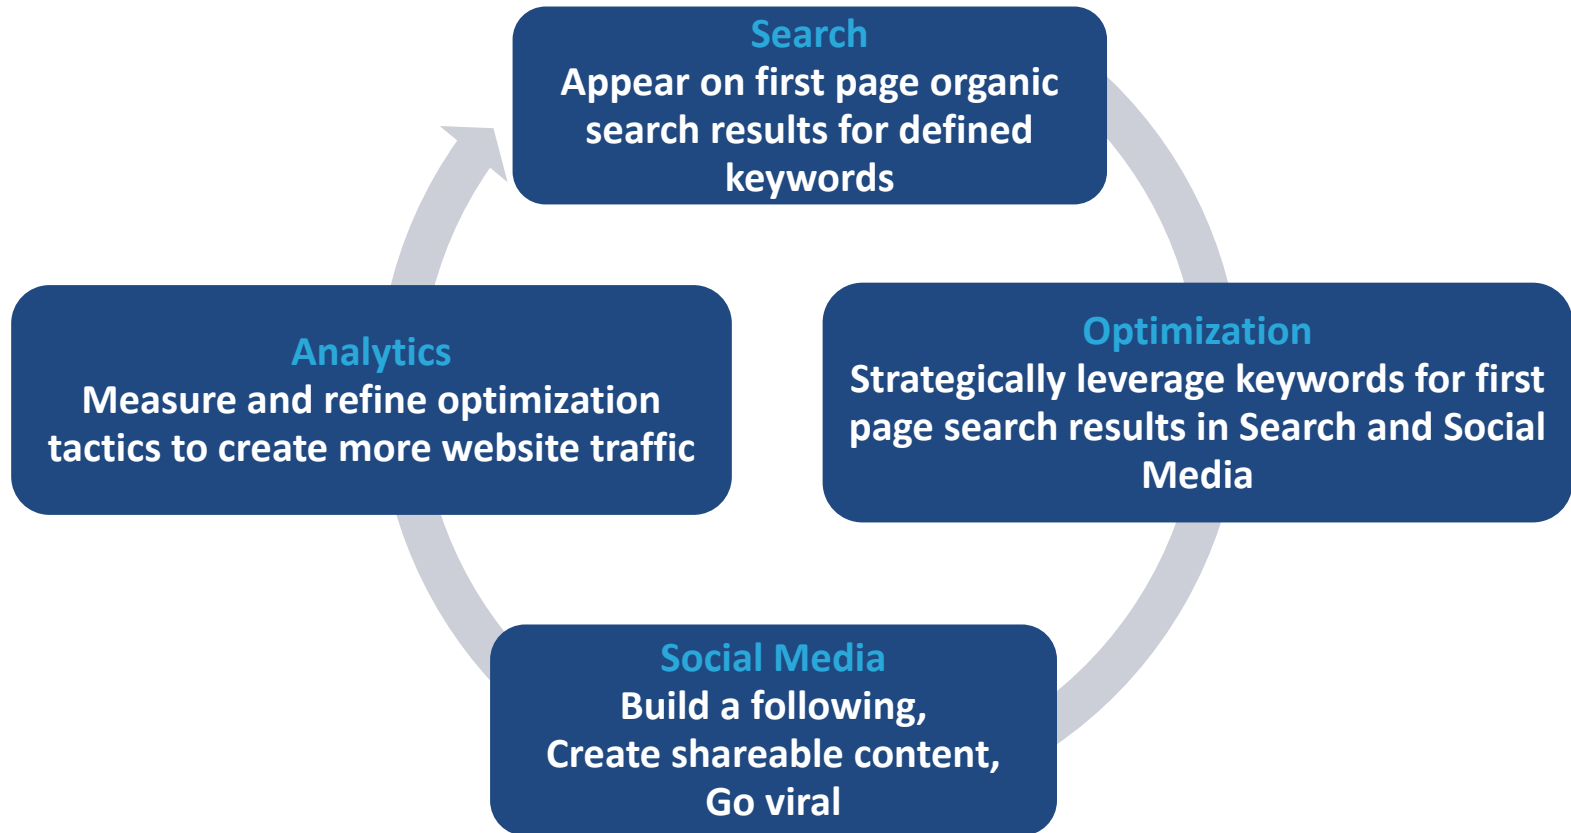 Search
Appear on first page organic
search results for defined
keywords
Optimization
Strategically leverage keywords for first
page search results in Search and Social
Media
Social Media
Build a following,
Create shareable content,
Go viral
Analytics
Measure and refine optimization
tactics to create more website traffic